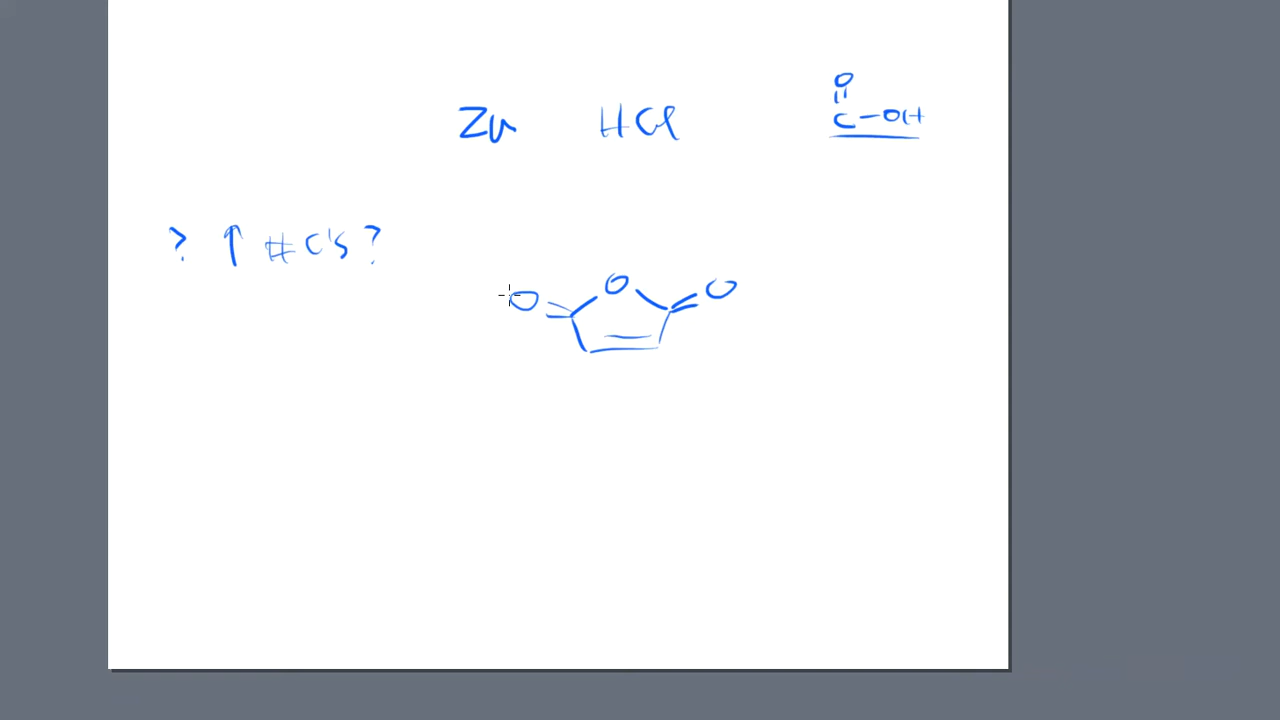 O
Zn HCl C-OH
? ↑ # C's?
O
O O